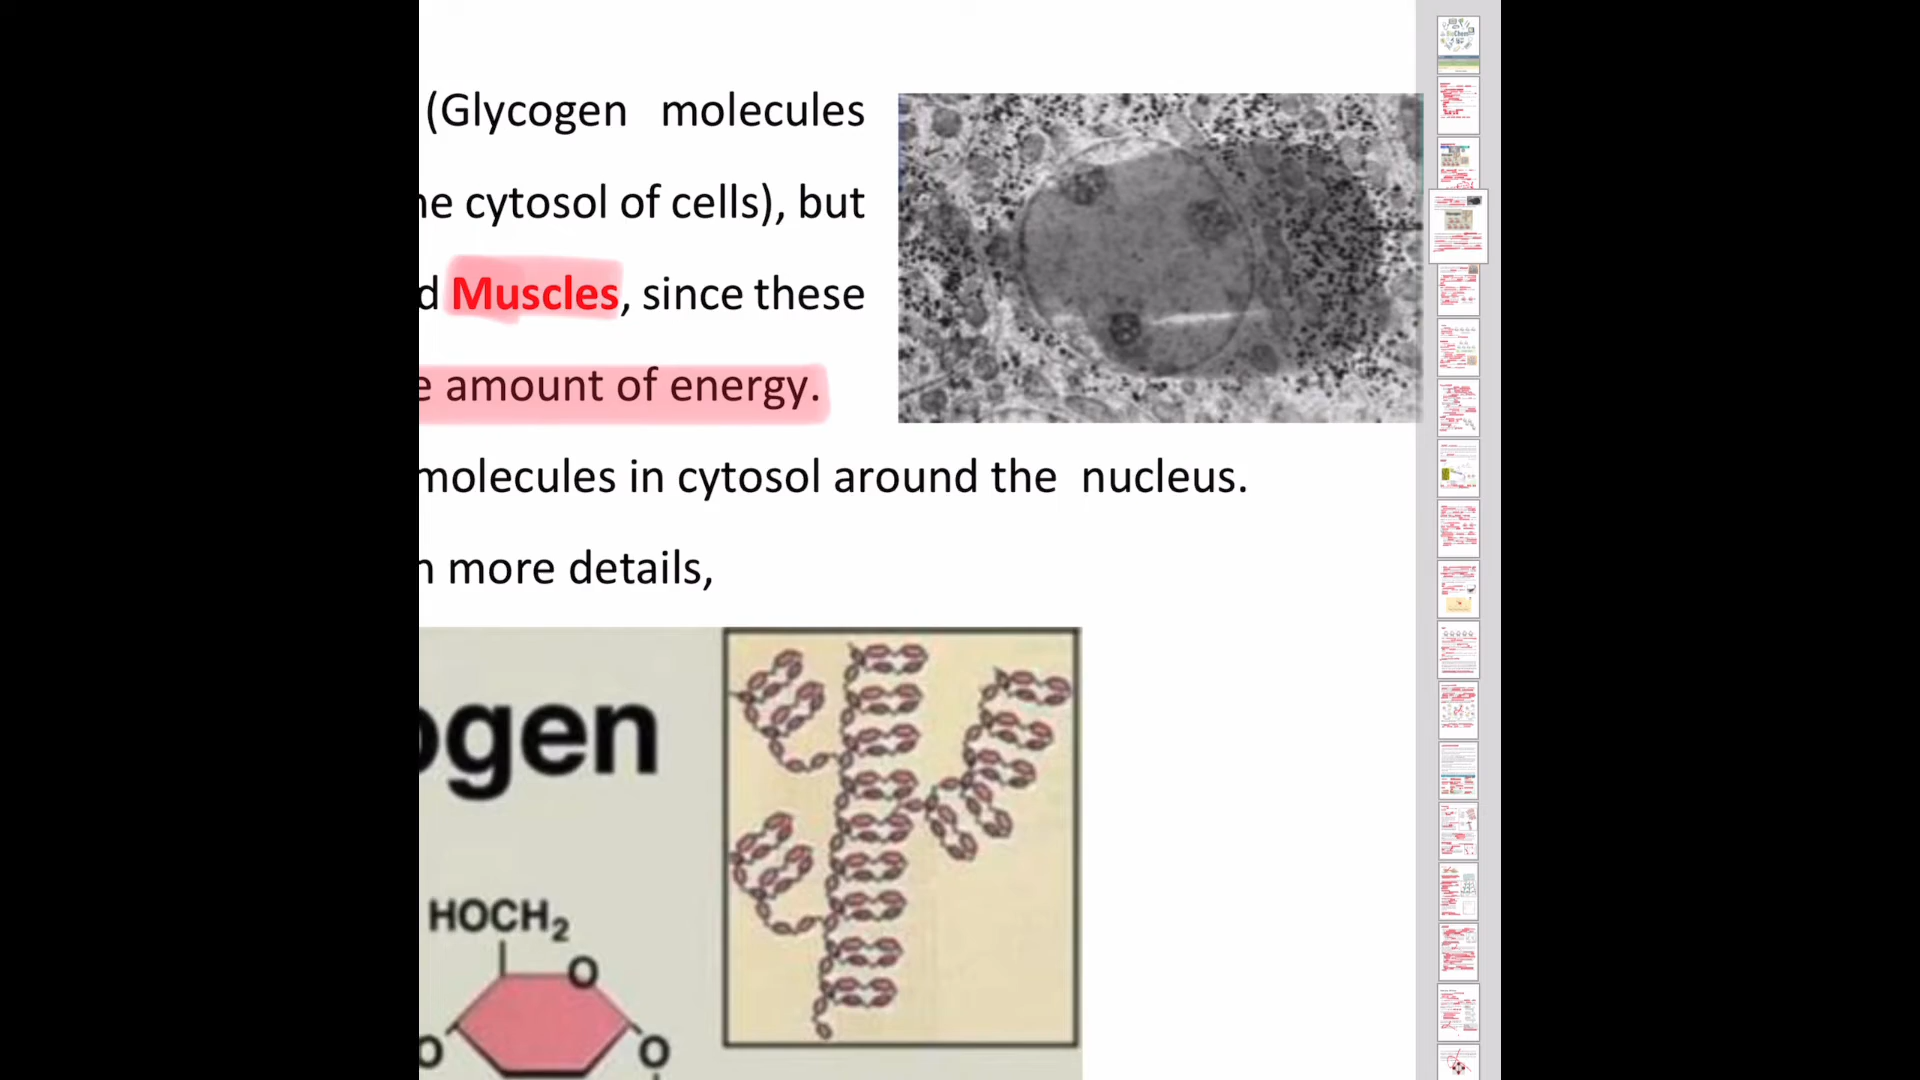 (Glycogen molecules
cytosol of cells), but
Muscles, since these
amount of energy.
molecules in cytosol around the nucleus.
more details,
ogen
HOCH2
O
O
O